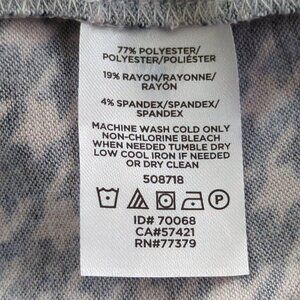 77% POLYESTER/
POLYESTER/POLIÉSTER
19% RAYON/RAYONNE/
RAYÓN
4% SPANDEX/SPANDEX/
SPANDEX
MACHINE WASH COLD ONLY
NON-CHLORINE BLEACH
WHEN NEEDED TUMBLE DRY
LOW COOL IRON IF NEEDED
OR DRY CLEAN
508718
P
ID# 70068
CA#57421
RN#77379